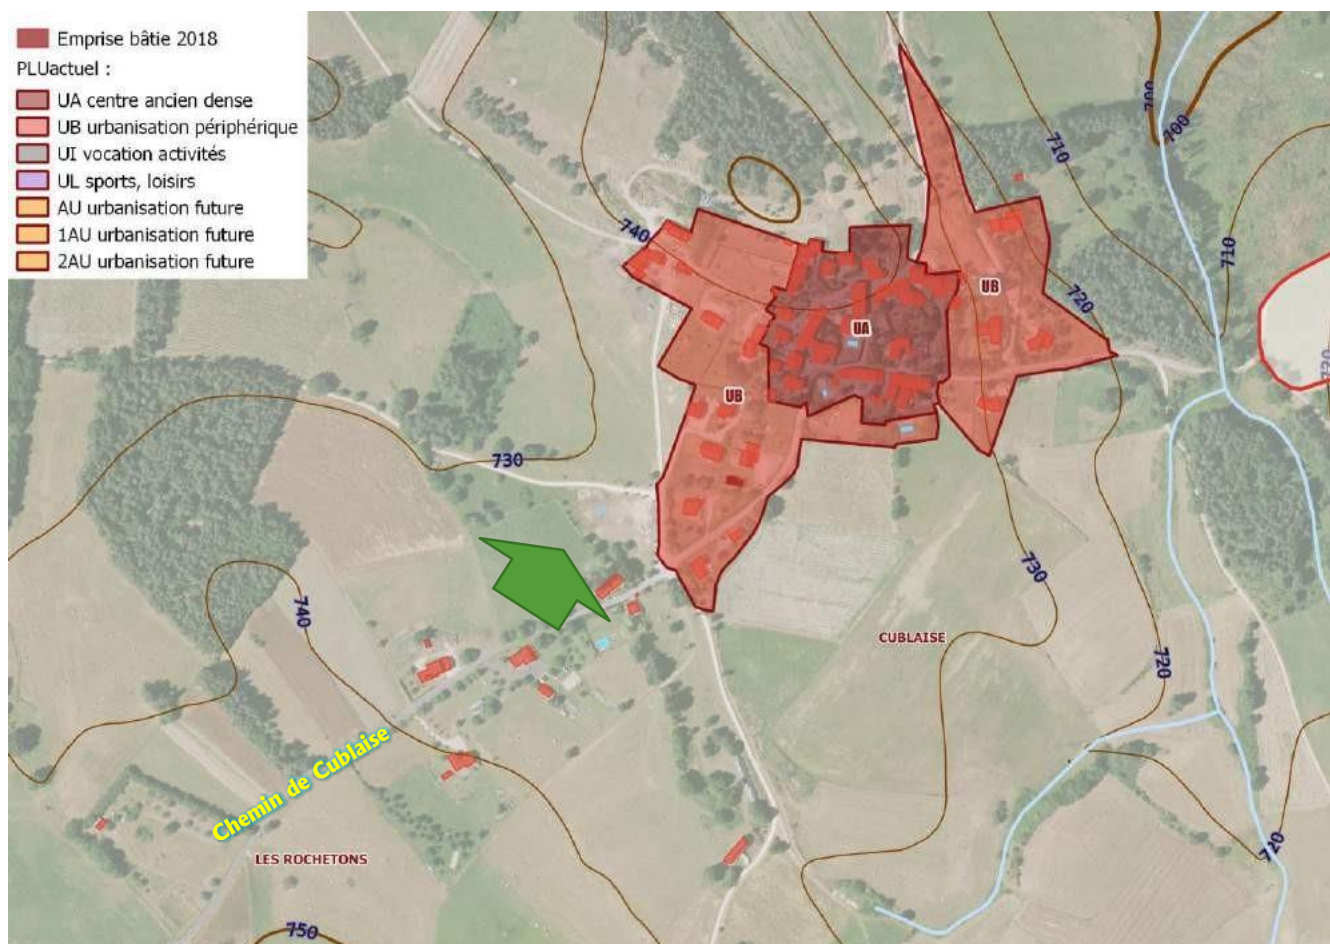 Emprise bâtie 2018
PLUactuel :
UA centre ancien dense
UB urbanisation périphérique
UI vocation activités
UL sports, loisirs
AU urbanisation future
1AU urbanisation future
2AU urbanisation future
700
700
710
740
710
UB
720
UA
720
UB
730
730
740
CUBLAISE
720
Chemin de Cublaise
LES ROCHETONS
720
750